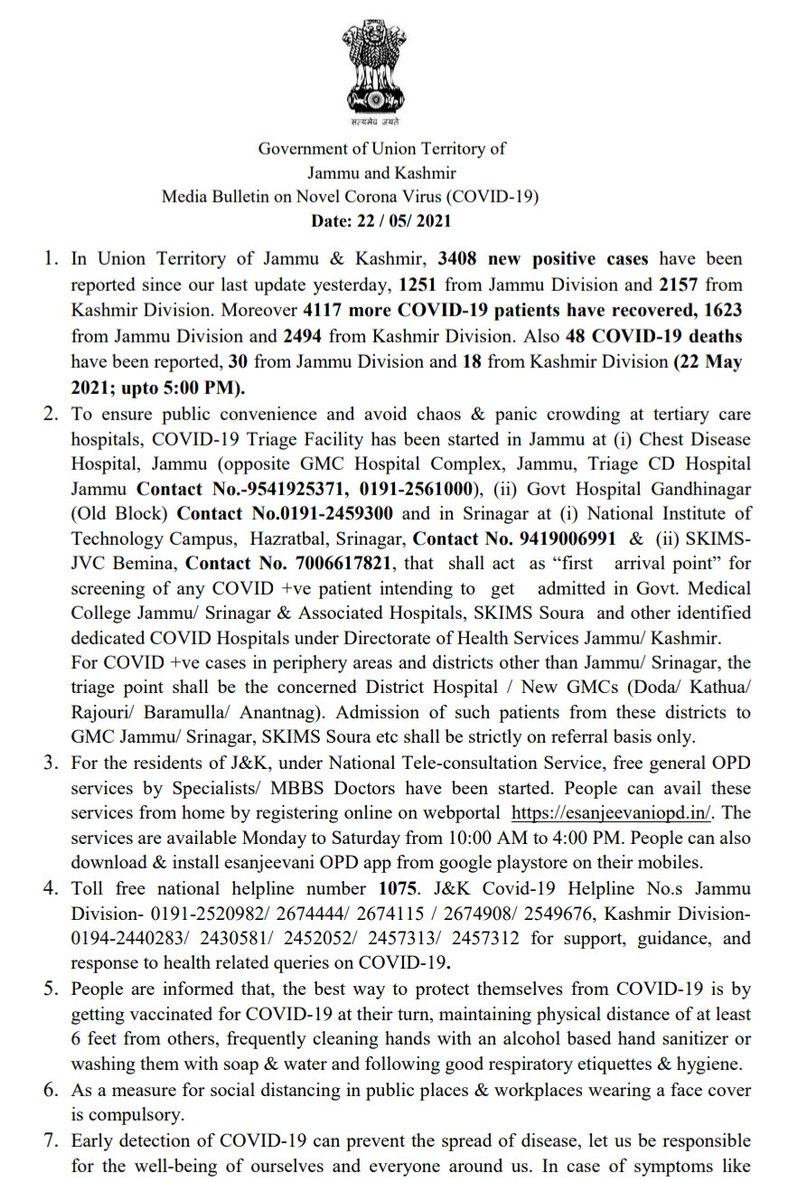 सत्यमेव जयते
Government of Union Territory of
Jammu and Kashmir
Media Bulletin on Novel Corona Virus (COVID-19)
Date: 22 / 05/ 2021
1. In Union Territory of Jammu & Kashmir, 3408 new positive cases have been
reported since our last update yesterday, 1251 from Jammu Division and 2157 from
Kashmir Division. Moreover 4117 more COVID-19 patients have recovered, 1623
from Jammu Division and 2494 from Kashmir Division. Also 48 COVID-19 deaths
have been reported, 30 from Jammu Division and 18 from Kashmir Division (22 May
2021; upto 5:00 PM).
2. To ensure public convenience and avoid chaos & panic crowding at tertiary care
hospitals, COVID-19 Triage Facility has been started in Jammu at (i) Chest Disease
Hospital, Jammu (opposite GMC Hospital Complex, Jammu, Triage CD Hospital
Jammu Contact No.-9541925371, 0191-2561000), (ii) Govt Hospital Gandhinagar
(Old Block) Contact No.0191-2459300 and in Srinagar at (i) National Institute of
Technology Campus, Hazratbal, Srinagar, Contact No. 9419006991 & (ii) SKIMS-
JVC Bemina, Contact No. 7006617821, that shall act as “first arrival point” for
screening of any COVID +ve patient intending to get admitted in Govt. Medical
College Jammu/ Srinagar & Associated Hospitals, SKIMS Soura and other identified
dedicated COVID Hospitals under Directorate of Health Services Jammu/ Kashmir.
For COVID +ve cases in periphery areas and districts other than Jammu/ Srinagar, the
triage point shall be the concerned District Hospital / New GMCs (Doda/ Kathua/
Rajouri/ Baramulla/ Anantnag). Admission of such patients from these districts to
GMC Jammu/ Srinagar, SKIMS Soura etc shall be strictly on referral basis only.
3. For the residents of J&K, under National Tele-consultation Service, free general OPD
services by Specialists/ MBBS Doctors have been started. People can avail these
services from home by registering online on webportal https://esanjeevaniopd.in/. The
services are available Monday to Saturday from 10:00 AM to 4:00 PM. People can also
download & install esanjeevani OPD app from google playstore on their mobiles.
4. Toll free national helpline number 1075. J&K Covid-19 Helpline No.s Jammu
Division- 0191-2520982/ 2674444/ 2674115 / 2674908/ 2549676, Kashmir Division-
0194-2440283/ 2430581/ 2452052/ 2457313/ 2457312 for support, guidance, and
response to health related queries on COVID-19.
5. People are informed that, the best way to protect themselves from COVID-19 is by
getting vaccinated for COVID-19 at their turn, maintaining physical distance of at least
6 feet from others, frequently cleaning hands with an alcohol based hand sanitizer or
washing them with soap & water and following good respiratory etiquettes & hygiene.
6. As a measure for social distancing in public places & workplaces wearing a face cover
is compulsory.
7. Early detection of COVID-19 can prevent the spread of disease, let us be responsible
for the well-being of ourselves and everyone around us. In case of symptoms like